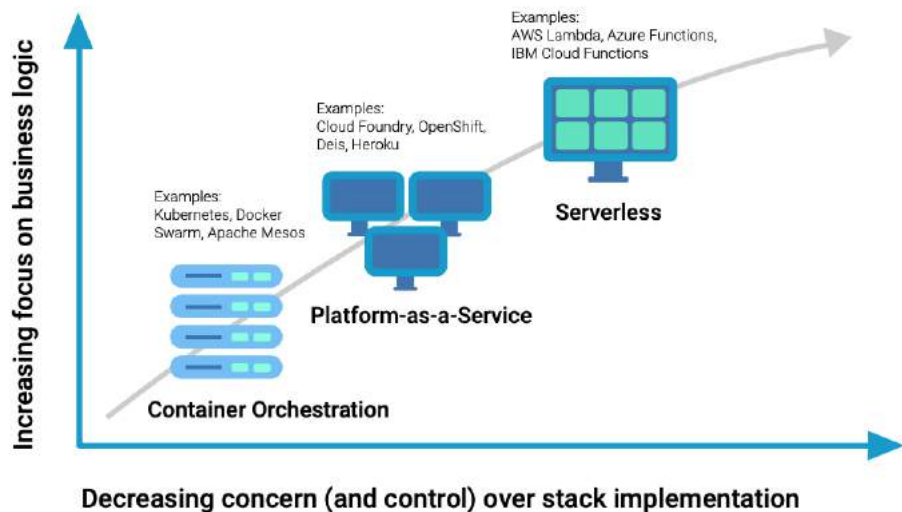 Increasing focus on business logic
Examples:
AWS Lambda, Azure Functions,
IBM Cloud Functions
Serverless
Examples:
Cloud Foundry, OpenShift,
Deis, Heroku
Platform-as-a-Service
Examples:
Kubernetes, Docker
Swarm, Apache Mesos
Container Orchestration
Decreasing concern (and control) over stack implementation